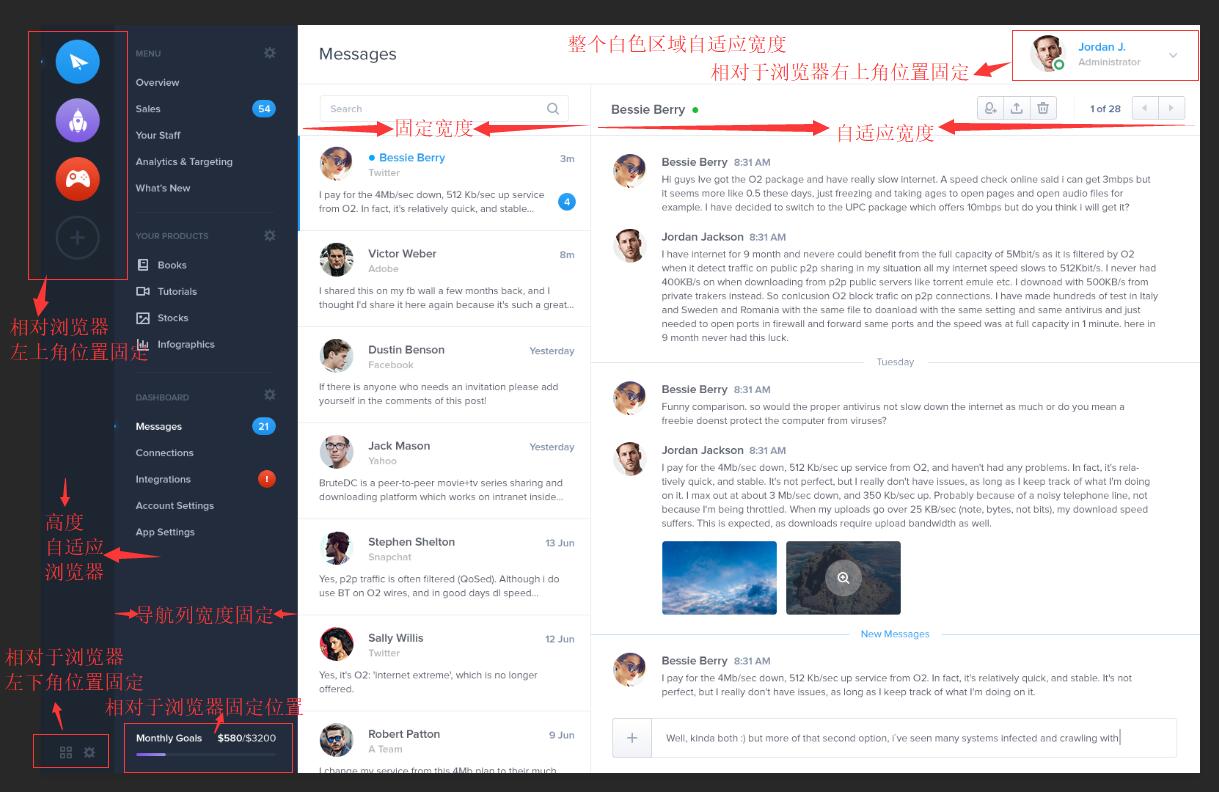 MENU
Overview
Sales 54
Your Staff
Analytics & Targeting
What's New
YOUR PRODUCTS
Books
Tutorials
Stocks
Infographics
DASHBOARD
Messages 21
Connections
Integrations !
Account Settings
App Settings
Monthly Goals $580/$3200
相对浏览器
左上角位置固定
高度
自适应
浏览器
导航列宽度固定
相对于浏览器
左下角位置固定
相对于浏览器固定位置
Messages
整个白色区域自适应宽度
相对于浏览器右上角位置固定
Jordan J.
Administrator
Search
固定宽度
Bessie Berry 3m
Twitter
I pay for the 4Mb/sec down, 512 Kb/sec up service
from O2. In fact, it's relatively quick, and stable...
4
Victor Weber 8m
Adobe
I shared this on my fb wall a few months back, and I
thought I'd share it here again because it's such a great...
Dustin Benson Yesterday
Facebook
If there is anyone who needs an invitation please add
yourself in the comments of this post!
Jack Mason Yesterday
Yahoo
BruteDC is a peer-to-peer movie+tv series sharing and
downloading platform which works on intranet inside...
Stephen Shelton 13 Jun
Snapchat
Yes, p2p traffic is often filtered (QoSed). Although i do
use BT on O2 wires, and in good days dl speed...
Sally Willis 12 Jun
Twitter
Yes, it's O2: 'internet extreme', which is no longer
offered.
Robert Patton 9 Jun
A Team
I change my service from this 4Mb plan to their much
Bessie Berry
1 of 28
自适应宽度
Bessie Berry 8:31 AM
Hi guys Ive got the O2 package and have really slow internet. A speed check online said i can get 3mbps but
it seems more like 0.5 these days, just freezing and taking ages to open pages and open audio files for
example. I have decided to switch to the UPC package which offers 10mbps but do you think i will get it?
Jordan Jackson 8:31 AM
I have internet for 9 month and nevere could benefit from the full capacity of 5Mbit/s as it is filtered by O2
when it detect traffic on public p2p sharing in my situation all my internet speed slows to 512Kbit/s. I never had
400KB/s on when downloading from p2p public servers like torrent emule etc. I downoad with 500KB/s from
private trakers instead. So conlcusion O2 block trafic on p2p connections. I have made hundreds of test in Italy
and Sweden and Romania with the same file to doanload with the same setting and same antivirus and just
needed to open ports in firewall and forward same ports and the speed was at full capacity in 1 minute. here in
9 month never had this luck.
Tuesday
Bessie Berry 8:31 AM
Funny comparison. so would the proper antivirus not slow down the internet as much or do you mean a
freebie doenst protect the computer from viruses?
Jordan Jackson 8:31 AM
I pay for the 4Mb/sec down, 512 Kb/sec up service from O2, and haven't had any problems. In fact, it's rela-
tively quick, and stable. It's not perfect, but I really don't have issues, as long as I keep track of what I'm doing
on it. I max out at about 3 Mb/sec down, and 350 Kb/sec up. Probably because of a noisy telephone line, not
because I'm being throttled. When my uploads go over 25 KB/sec (note, bytes, not bits), my download speed
suffers. This is expected, as downloads require upload bandwidth as well.
New Messages
Bessie Berry 8:31 AM
I pay for the 4Mb/sec down, 512 Kb/sec up service from O2. In fact, it's relatively quick, and stable. It's not
perfect, but I really don't have issues, as long as I keep track of what I'm doing on it.
Well, kinda both :) but more of that second option, i've seen many systems infected and crawling with